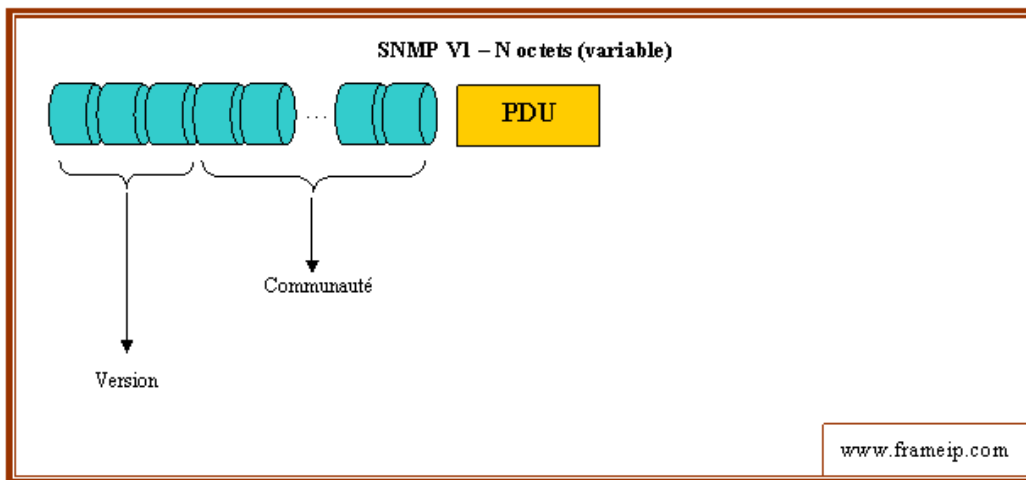 SNMP V1 – N octets (variable)
PDU
...
Communauté
Version
www.frameip.com